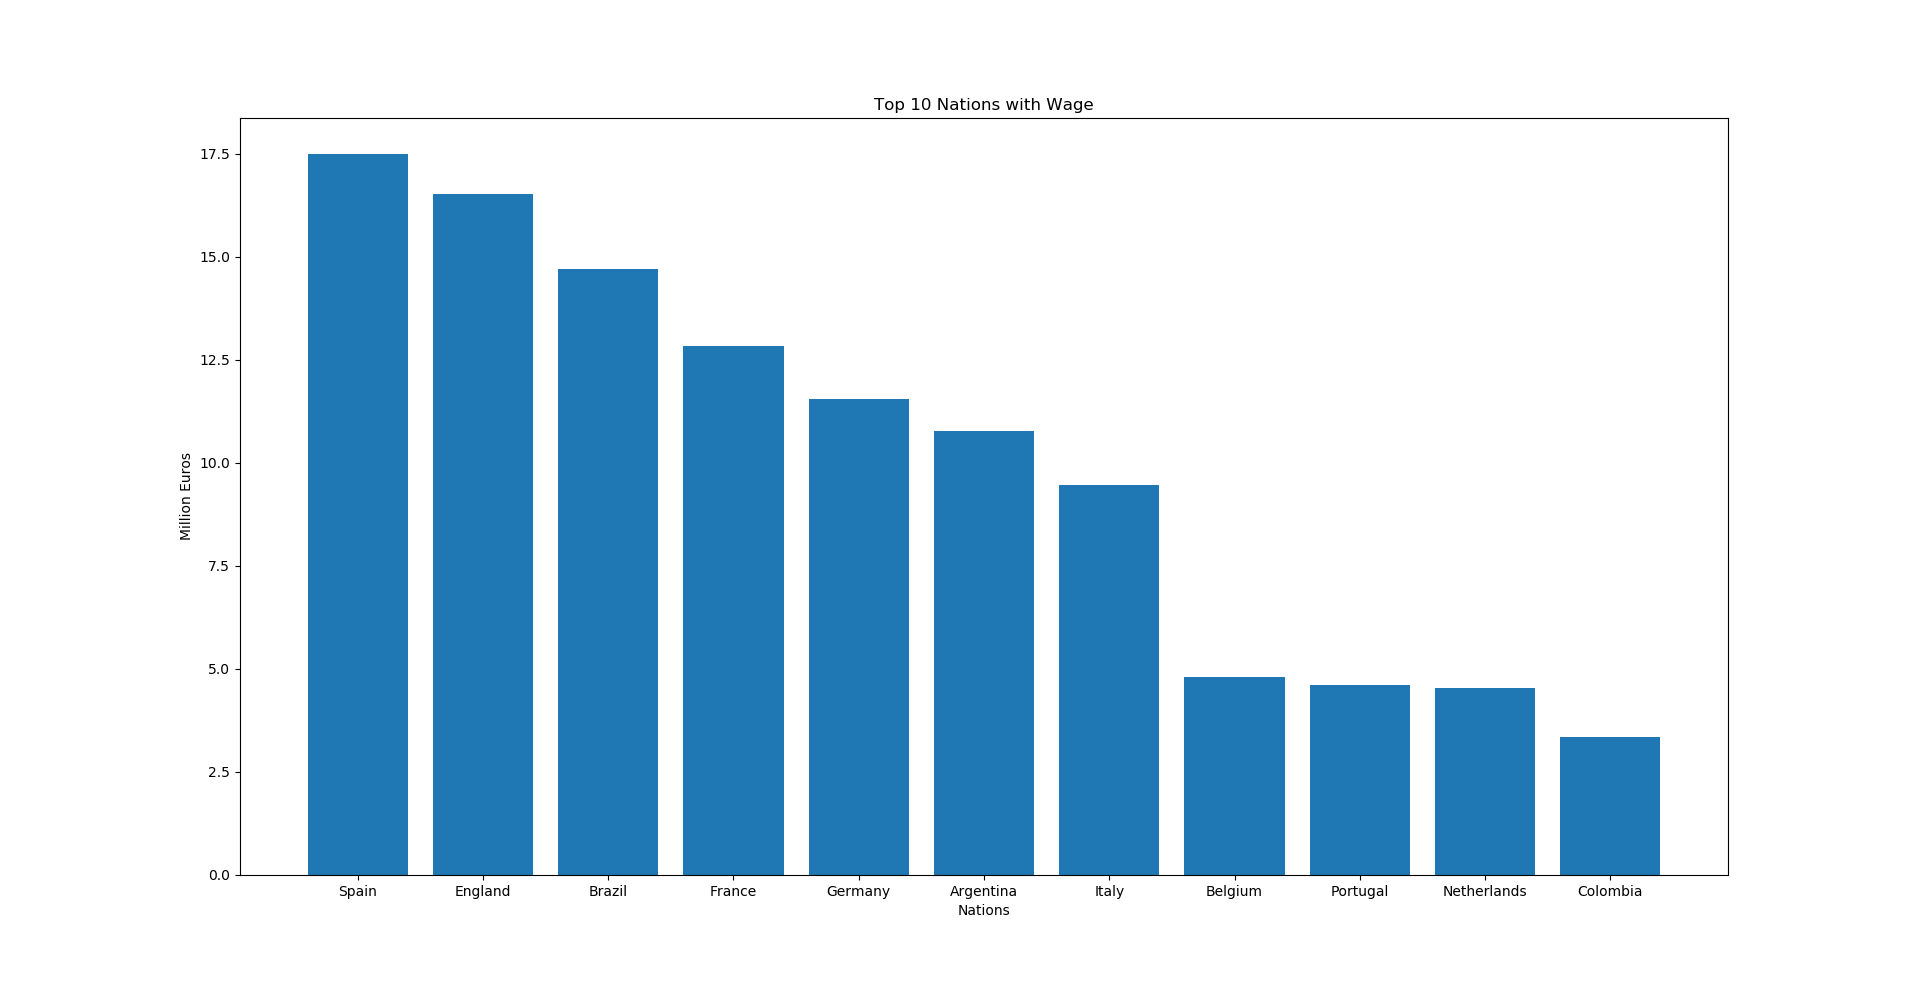 Top 10 Nations with Wage
17.5
15.0
12.5
10.0
7.5
5.0
2.5
0.0
Million Euros
Spain England Brazil France Germany Argentina Italy Belgium Portugal Netherlands Colombia
Nations